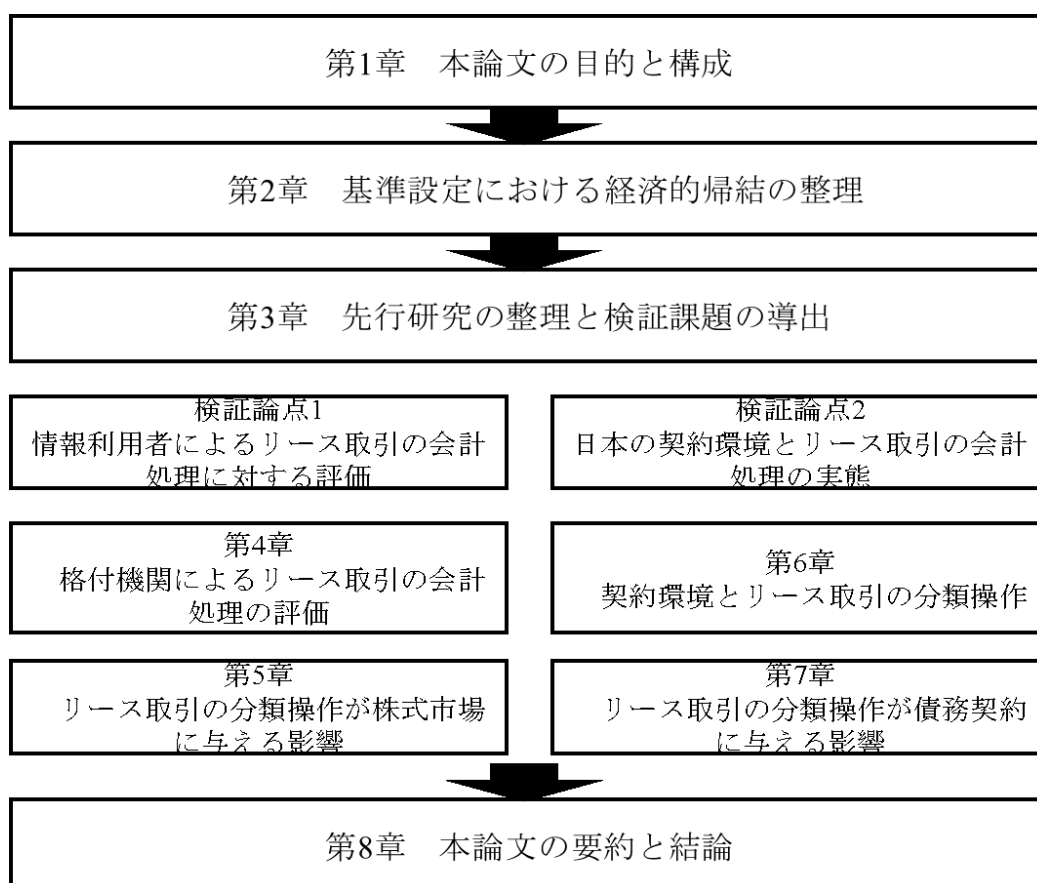 第1章　本論文の目的と構成
第2章　基準設定における経済的帰結の整理
第3章　先行研究の整理と検証課題の導出
検証論点1
情報利用者によるリース取引の会計
処理に対する評価
検証論点2
日本の契約環境とリース取引の会計
処理の実態
第4章
格付機関によるリース取引の会計
処理の評価
第6章
契約環境とリース取引の分類操作
第5章
リース取引の分類操作が株式市場
に与える影響
第7章
リース取引の分類操作が債務契約
に与える影響
第8章　本論文の要約と結論